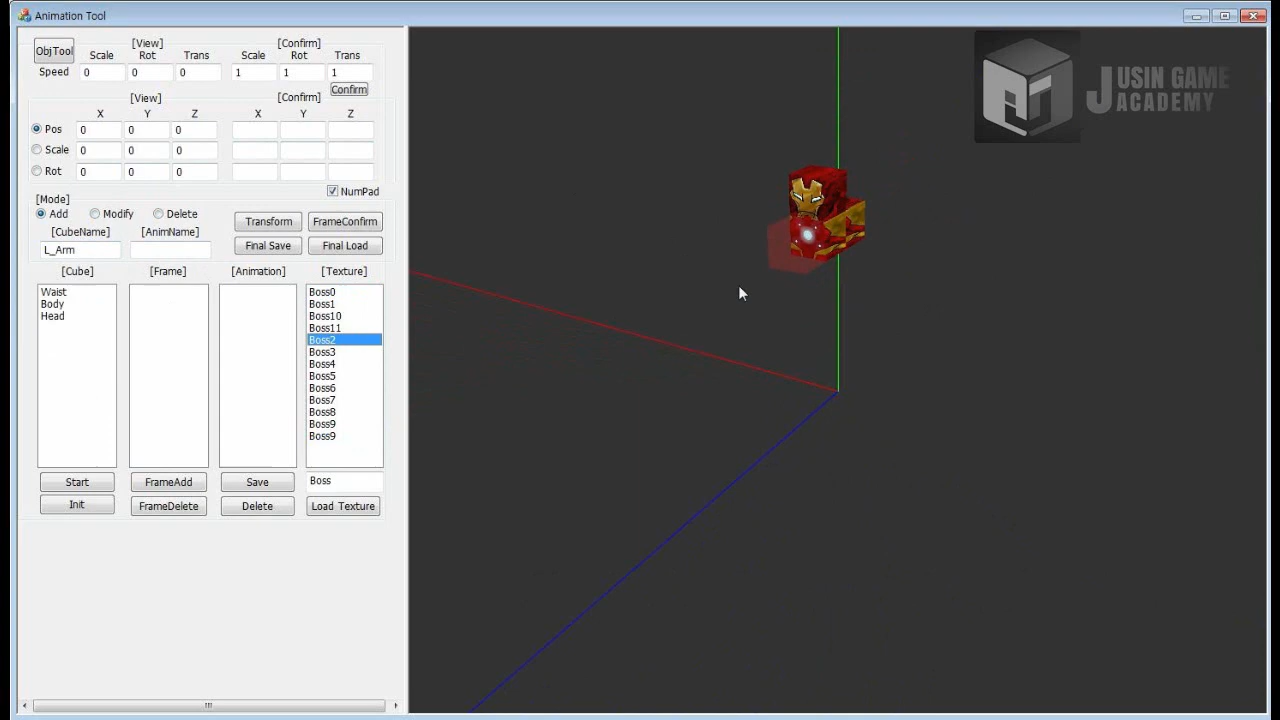 Animation Tool
ObjTool
[View]
[Confirm]
Scale Rot Trans Scale Rot Trans
Speed 0 0 0 1 1 1
Confirm
[View] [Confirm]
X Y Z X Y Z
Pos 0 0 0
Scale 0 0 0
Rot 0 0 0
NumPad
[Mode]
Add Modify Delete
Transform FrameConfirm
[CubeName] [AnimName]
L_Arm
Final Save Final Load
[Cube] [Frame] [Animation] [Texture]
Waist
Body
Head
Boss0
Boss1
Boss10
Boss11
Boss2
Boss3
Boss4
Boss5
Boss6
Boss7
Boss8
Boss9
Boss9
Start FrameAdd Save Boss
Init FrameDelete Delete Load Texture
JUSIN GAME
ACADEMY